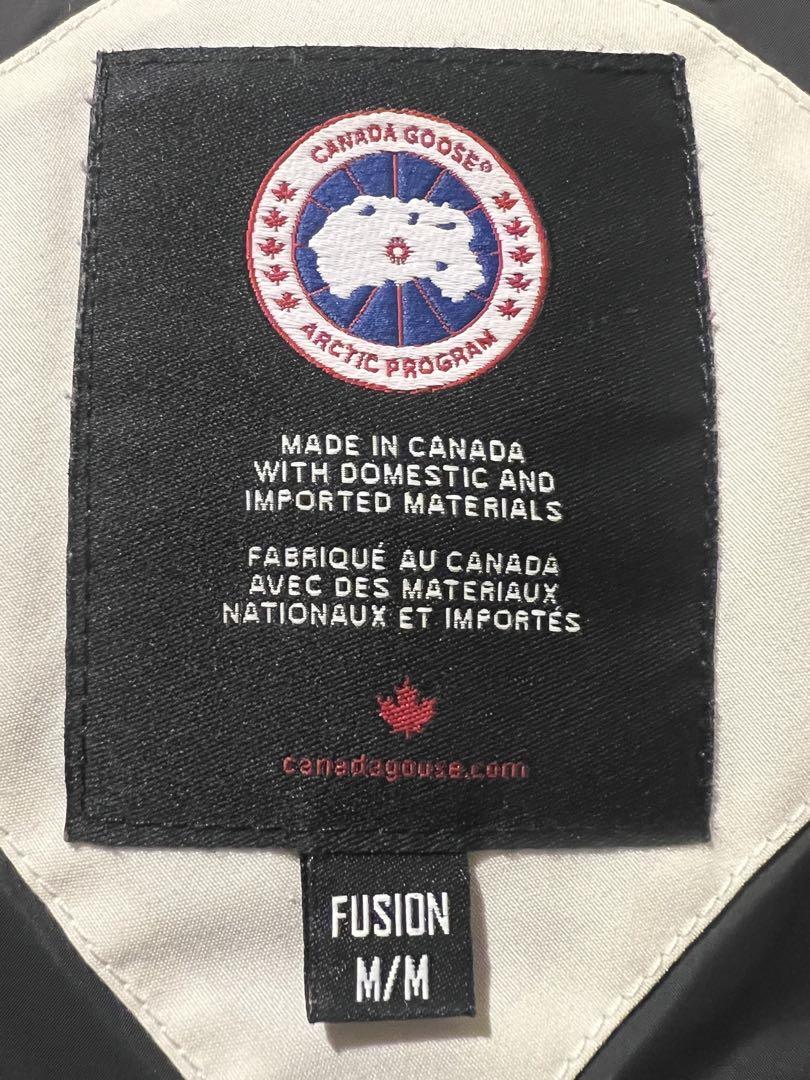 CANADA GOOSE®
ARCTIC PROGRAM
MADE IN CANADA
WITH DOMESTIC AND
IMPORTED MATERIALS
FABRIQUÉ AU CANADA
AVEC DES MATERIAUX
NATIONAUX ET IMPORTÉS
canadagouse.com
FUSION
M/M